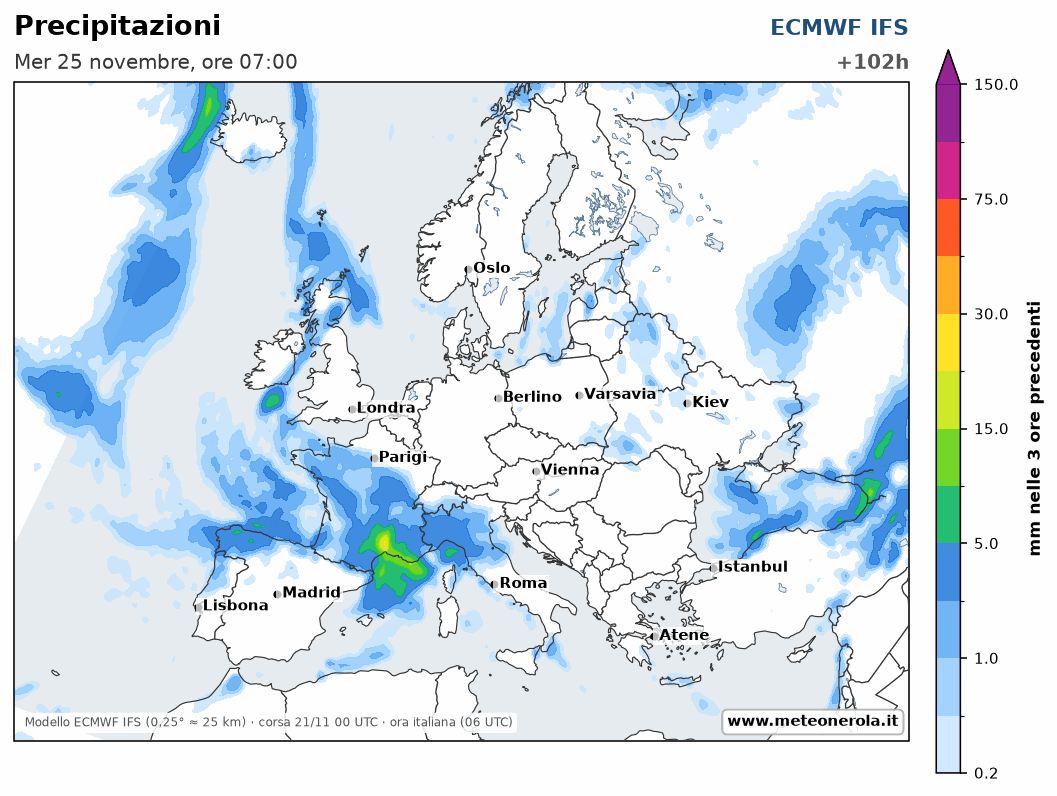 Precipitazioni
ECMWF IFS
Mer 25 novembre, ore 07:00
+102h
150.0
75.0
30.0
15.0
5.0
1.0
0.2
mm nelle 3 ore precedenti
Oslo
Berlino
Varsavia
Kiev
Londra
Parigi
Vienna
Istanbul
Roma
Madrid
Lisbona
Atene
Modello ECMWF IFS (0,25° ≈ 25 km) · corsa 21/11 00 UTC · ora italiana (06 UTC)
www.meteonerola.it